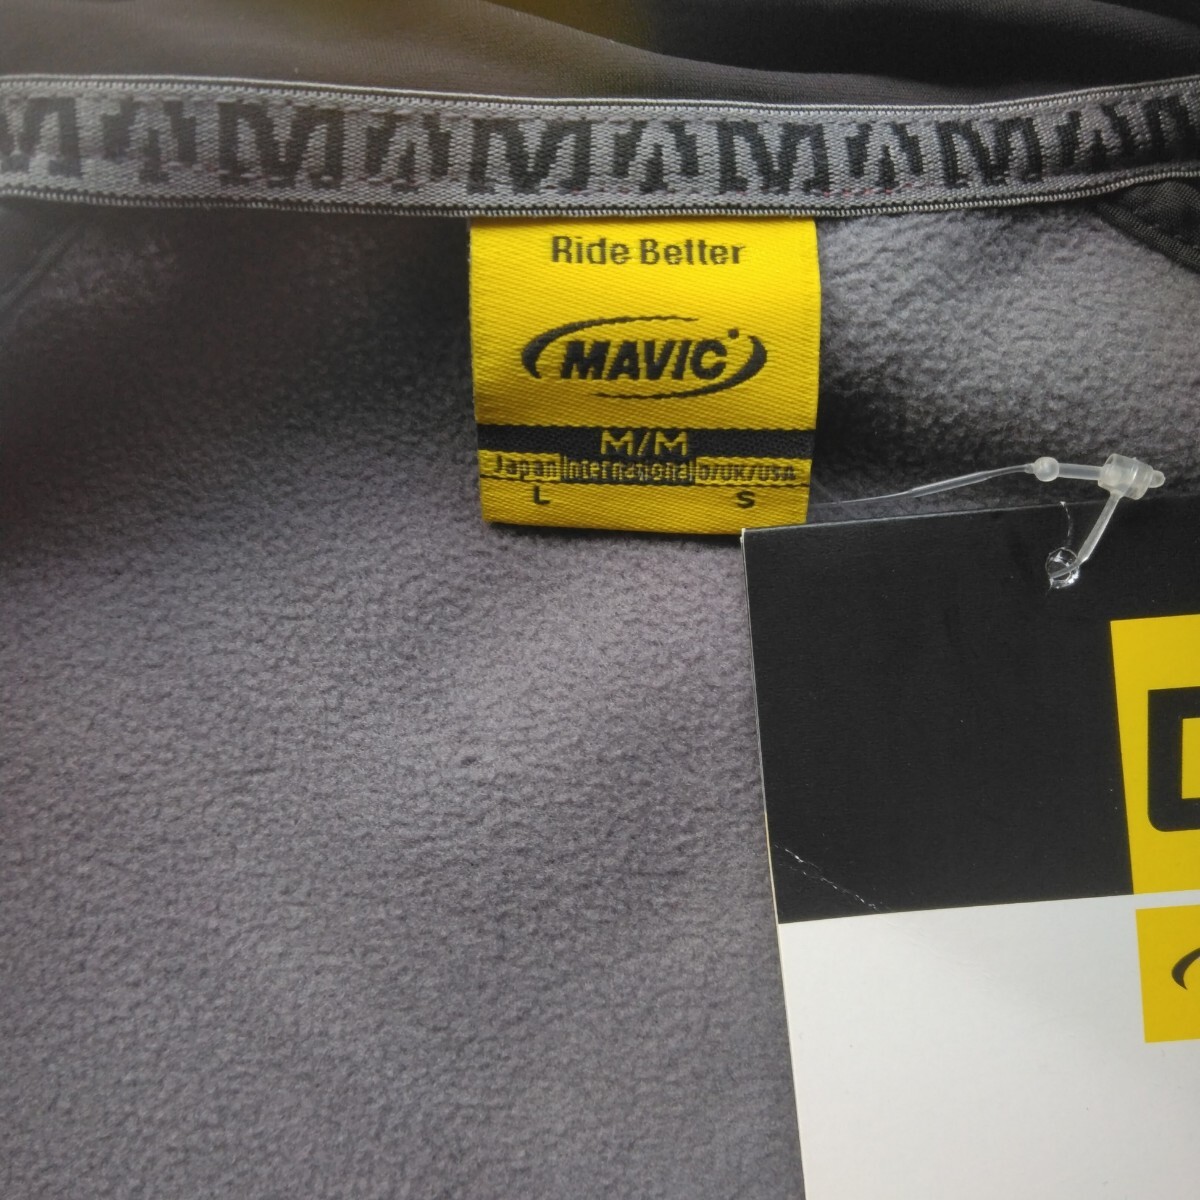 Ride Better
MAVIC
M/M
Japan International D/UK/USA
L S